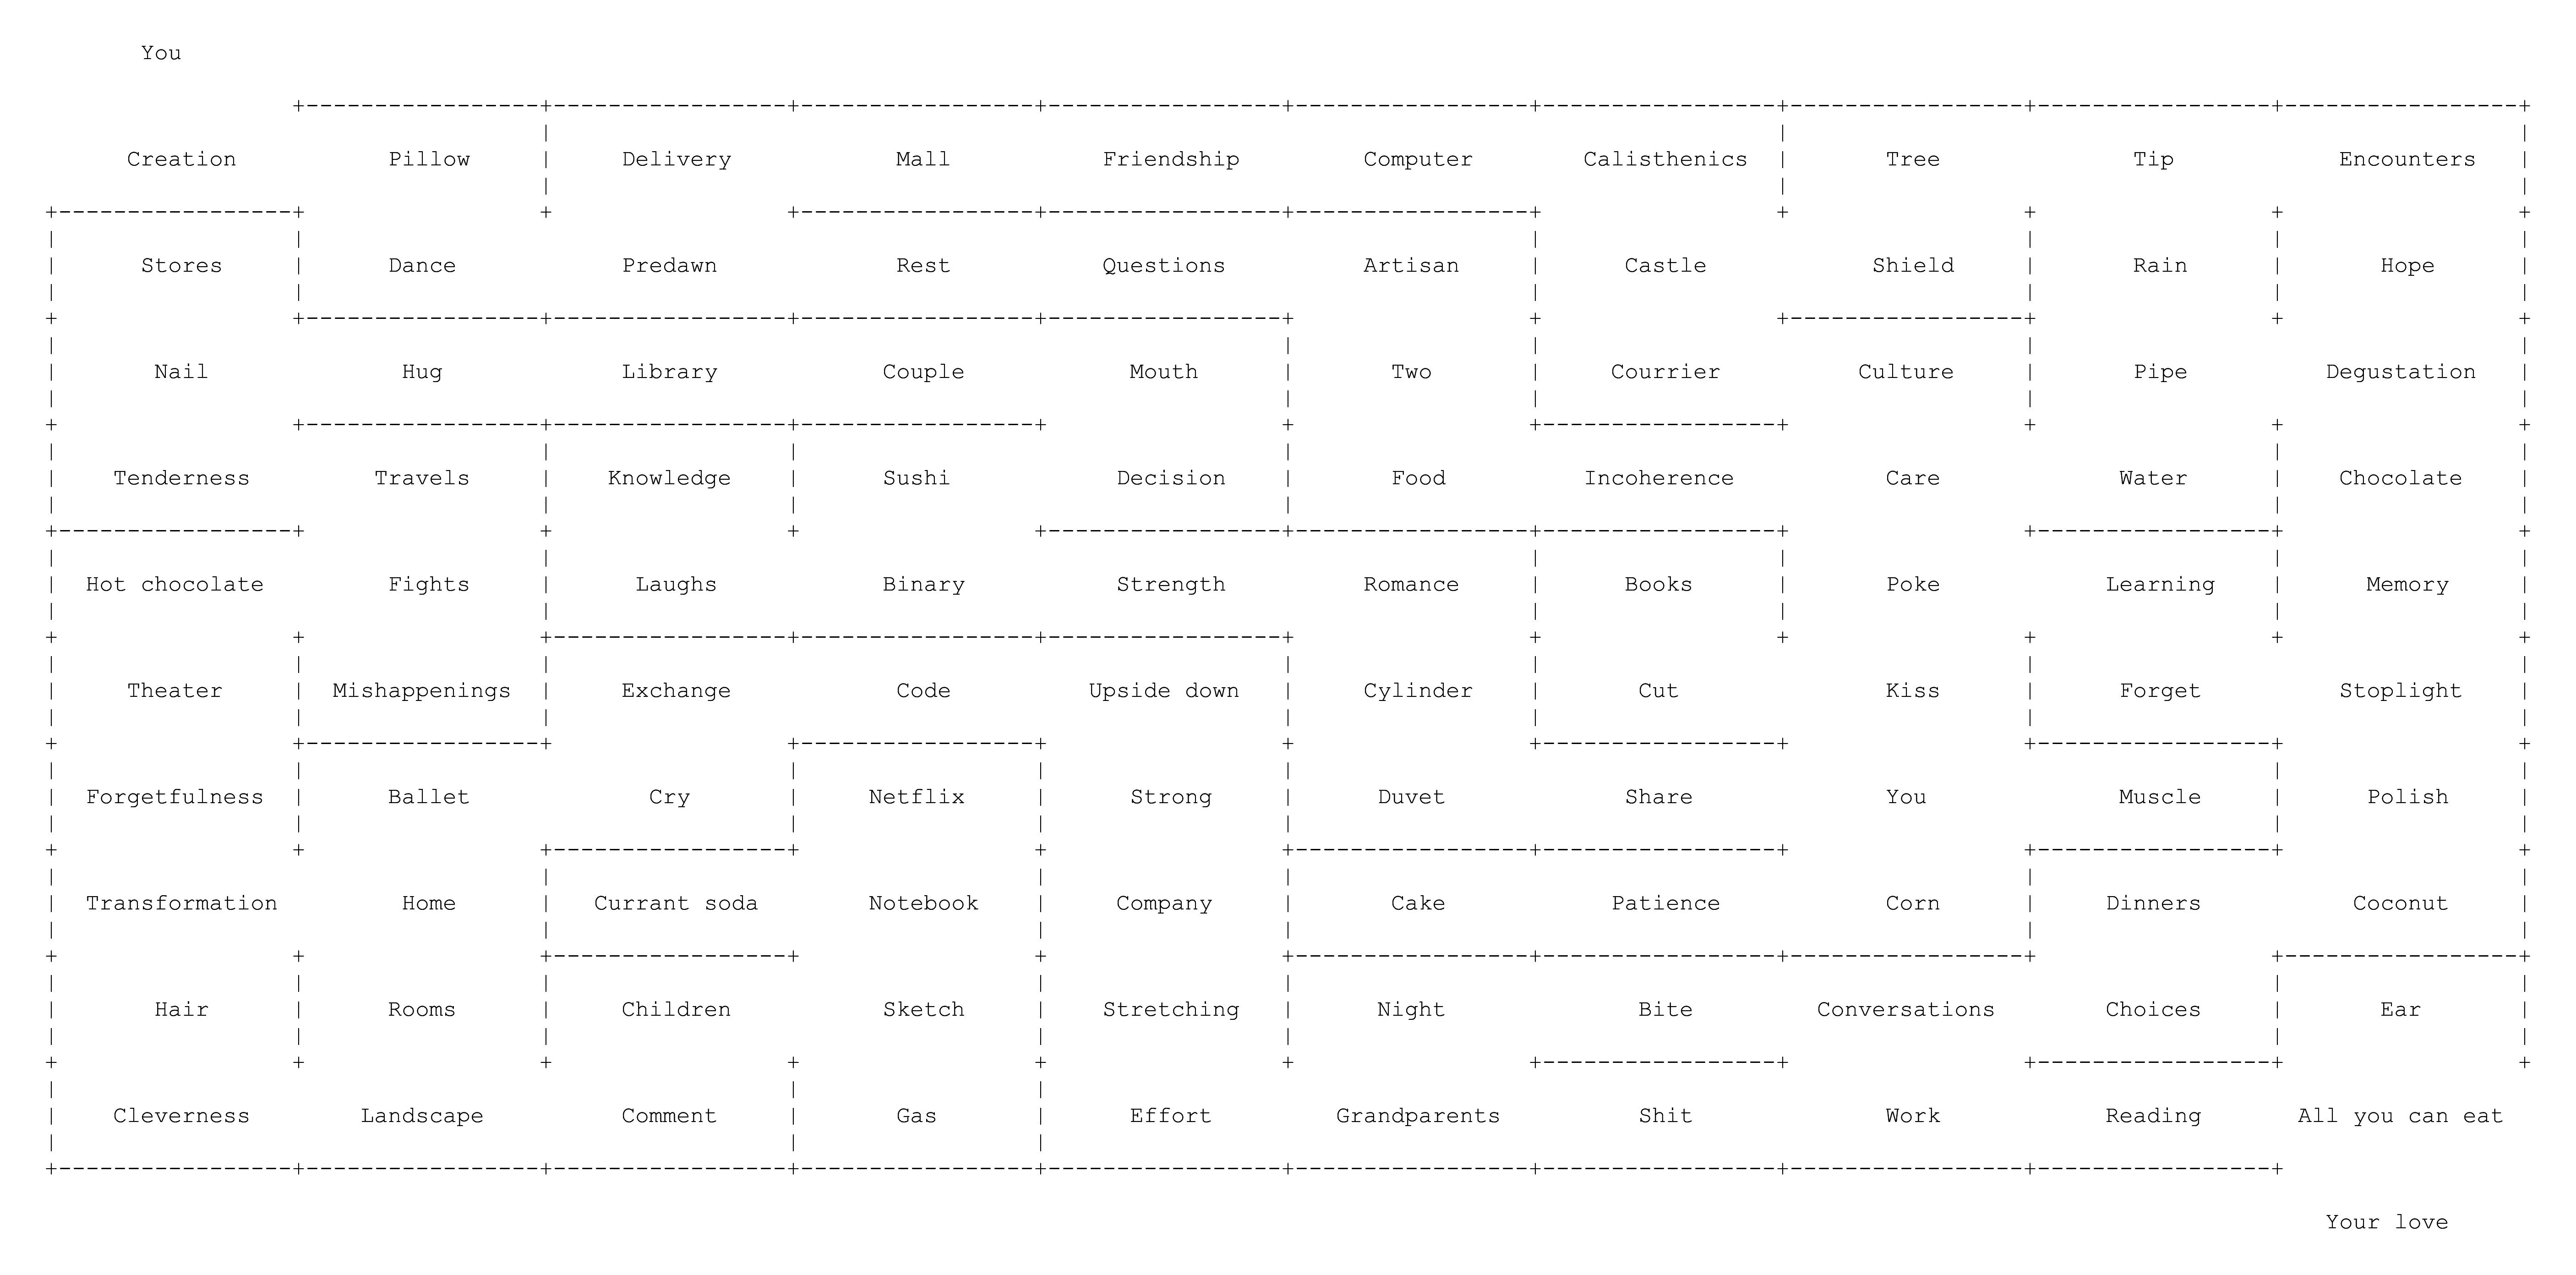 You
Creation Pillow Delivery Mall Friendship Computer Calisthenics Tree Tip Encounters
Stores Dance Predawn Rest Questions Artisan Castle Shield Rain Hope
Nail Hug Library Couple Mouth Two Courrier Culture Pipe Degustation
Tenderness Travels Knowledge Sushi Decision Food Incoherence Care Water Chocolate
Hot chocolate Fights Laughs Binary Strength Romance Books Poke Learning Memory
Theater Mishappenings Exchange Code Upside down Cylinder Cut Kiss Forget Stoplight
Forgetfulness Ballet Cry Netflix Strong Duvet Share You Muscle Polish
Transformation Home Currant soda Notebook Company Cake Patience Corn Dinners Coconut
Hair Rooms Children Sketch Stretching Night Bite Conversations Choices Ear
Cleverness Landscape Comment Gas Effort Grandparents Shit Work Reading All you can eat
Your love